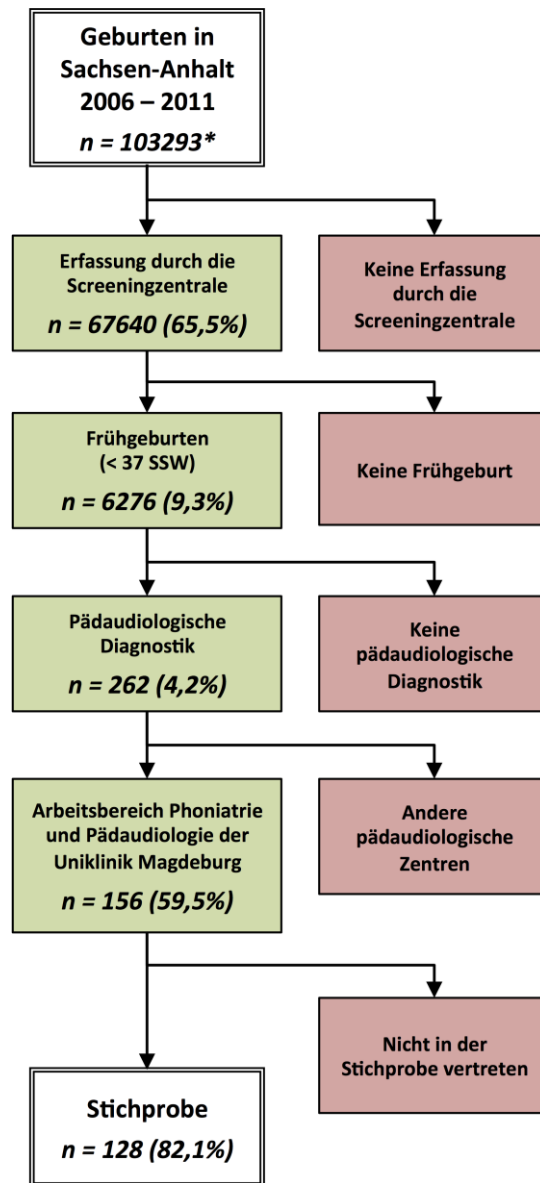 Geburten in
Sachsen-Anhalt
2006 – 2011
n = 103293*
Erfassung durch die
Screeningzentrale
n = 67640 (65,5%)
Keine Erfassung
durch die
Screeningzentrale
Frühgeburten
(< 37 SSW)
n = 6276 (9,3%)
Keine Frühgeburt
Pädaudiologische
Diagnostik
n = 262 (4,2%)
Keine
pädaudiologische
Diagnostik
Arbeitsbereich Phoniatrie
und Pädaudiologie der
Uniklinik Magdeburg
n = 156 (59,5%)
Andere
pädaudiologische
Zentren
Nicht in der
Stichprobe vertreten
Stichprobe
n = 128 (82,1%)